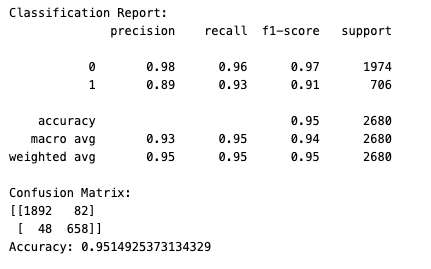 Classification Report:
              precision    recall  f1-score   support

           0       0.98      0.96      0.97      1974
           1       0.89      0.93      0.91       706

    accuracy                           0.95      2680
   macro avg       0.93      0.95      0.94      2680
weighted avg       0.95      0.95      0.95      2680

Confusion Matrix:
[[1892   82]
 [  48  658]]
Accuracy: 0.9514925373134329